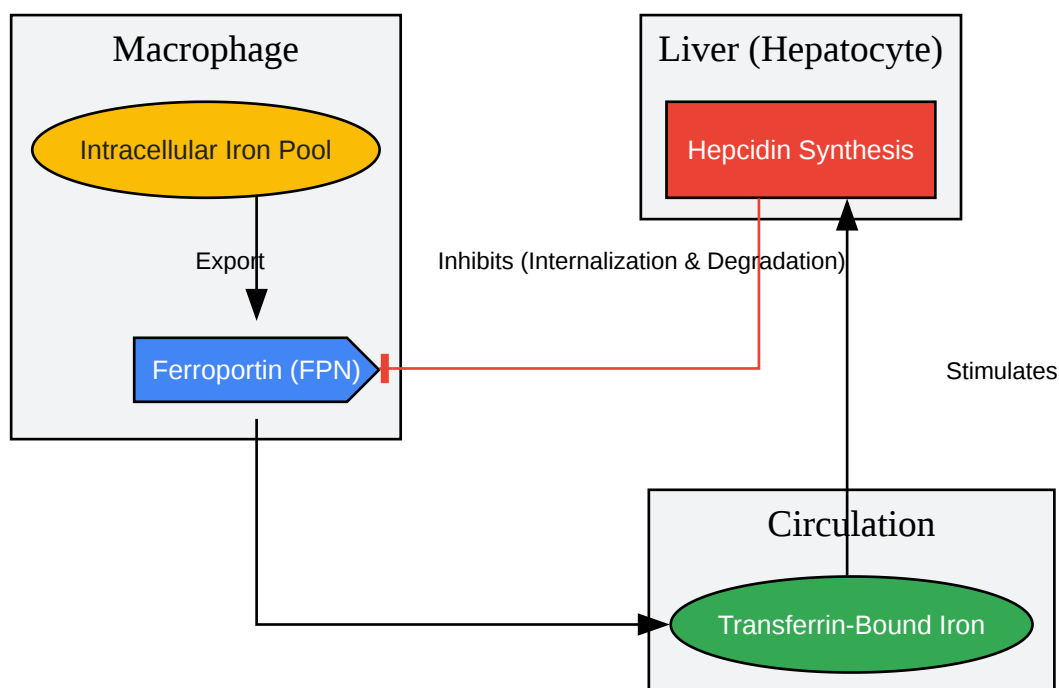 Macrophage
Liver (Hepatocyte)
Intracellular Iron Pool
Hepcidin Synthesis
Export
Inhibits (Internalization & Degradation)
Ferroportin (FPN)
Stimulates
Circulation
Transferrin-Bound Iron